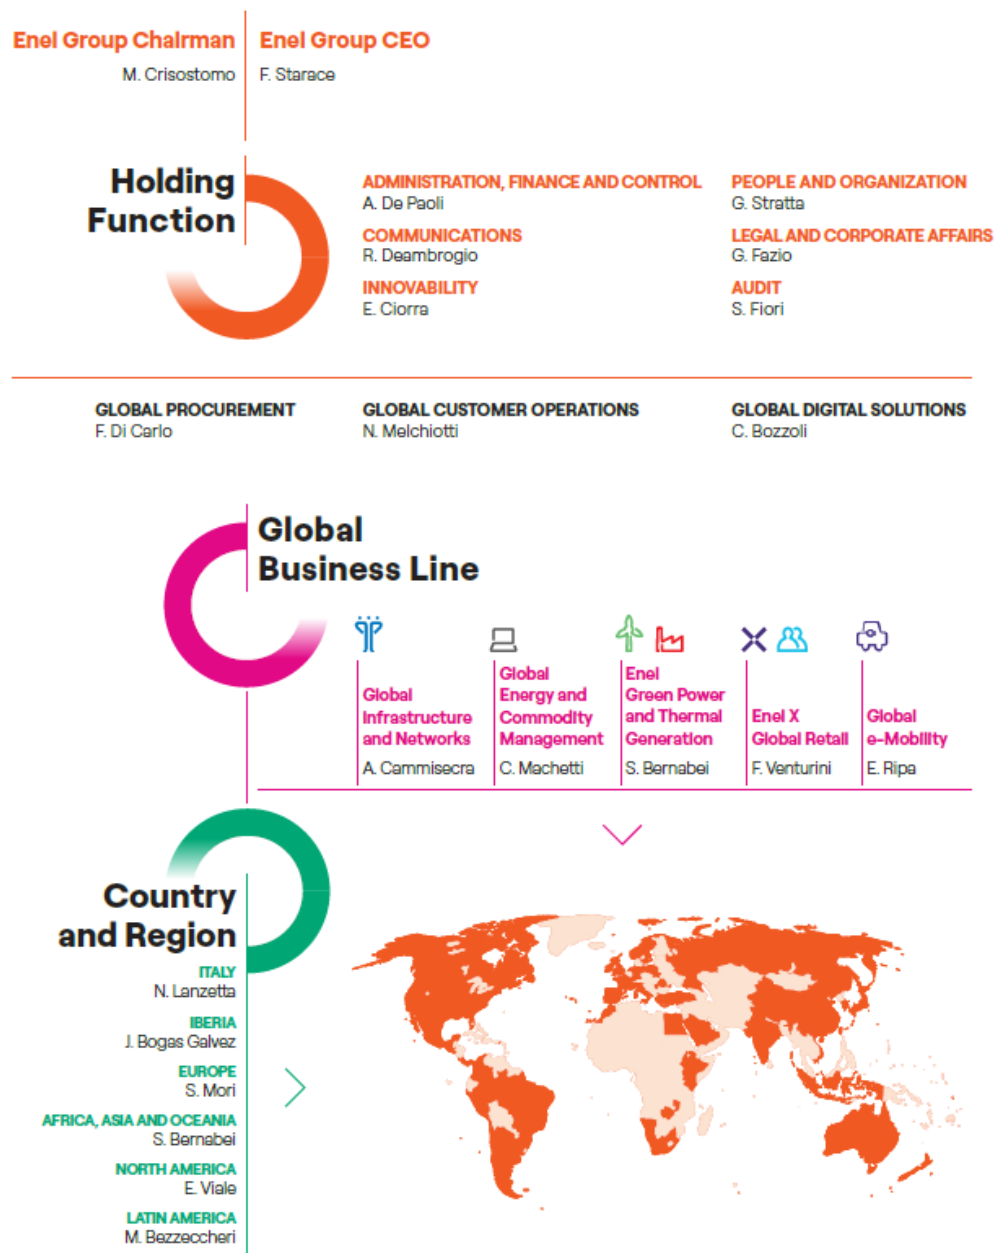 Enel Group Chairman
M. Crisostomo
Enel Group CEO
F. Starace
Holding
Function
ADMINISTRATION, FINANCE AND CONTROL
A. De Paoli
COMMUNICATIONS
R. Deambrogio
INNOVABILITY
E. Ciorra
PEOPLE AND ORGANIZATION
G. Stratta
LEGAL AND CORPORATE AFFAIRS
G. Fazio
AUDIT
S. Fiori
GLOBAL PROCUREMENT
F. Di Carlo
GLOBAL CUSTOMER OPERATIONS
N. Melchiotti
GLOBAL DIGITAL SOLUTIONS
C. Bozzoli
Global
Business Line
Global
Infrastructure
and Networks
A. Cammisecra
Global
Energy and
Commodity
Management
C. Machetti
Enel
Green Power
and Thermal
Generation
S. Bernabei
Enel X
Global Retail
F. Venturini
Global
e-Mobility
E. Ripa
Country
and Region
ITALY
N. Lanzetta
IBERIA
J. Bogas Galvez
EUROPE
S. Mori
AFRICA, ASIA AND OCEANIA
S. Bernabei
NORTH AMERICA
E. Viale
LATIN AMERICA
M. Bezzeccheri